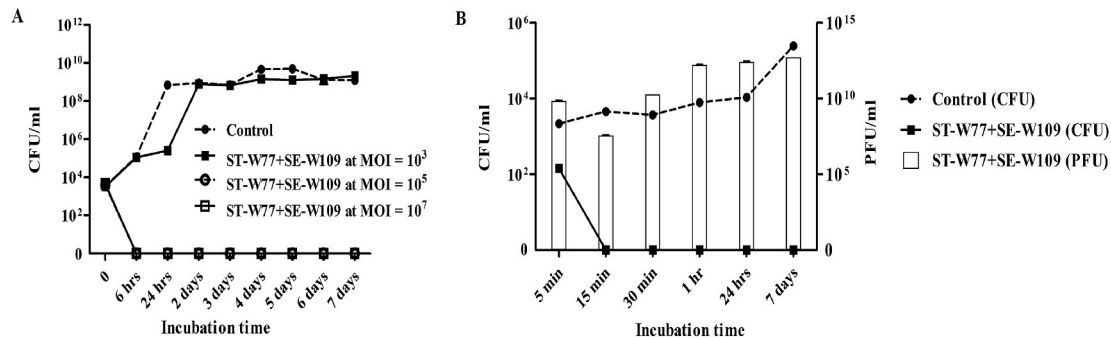 A
CFU/ml
10^12
10^10
10^8
10^6
10^4
10^2
0
0
6 hrs
24 hrs
2 days
3 days
4 days
5 days
6 days
7 days
Incubation time
Control
ST-W77+SE-W109 at MOI = 10^3
ST-W77+SE-W109 at MOI = 10^5
ST-W77+SE-W109 at MOI = 10^7
B
CFU/ml
10^6
10^4
10^2
0
PFU/ml
10^15
10^10
10^5
0
5 min
15 min
30 min
1 hr
24 hrs
7 days
Incubation time
Control (CFU)
ST-W77+SE-W109 (CFU)
ST-W77+SE-W109 (PFU)